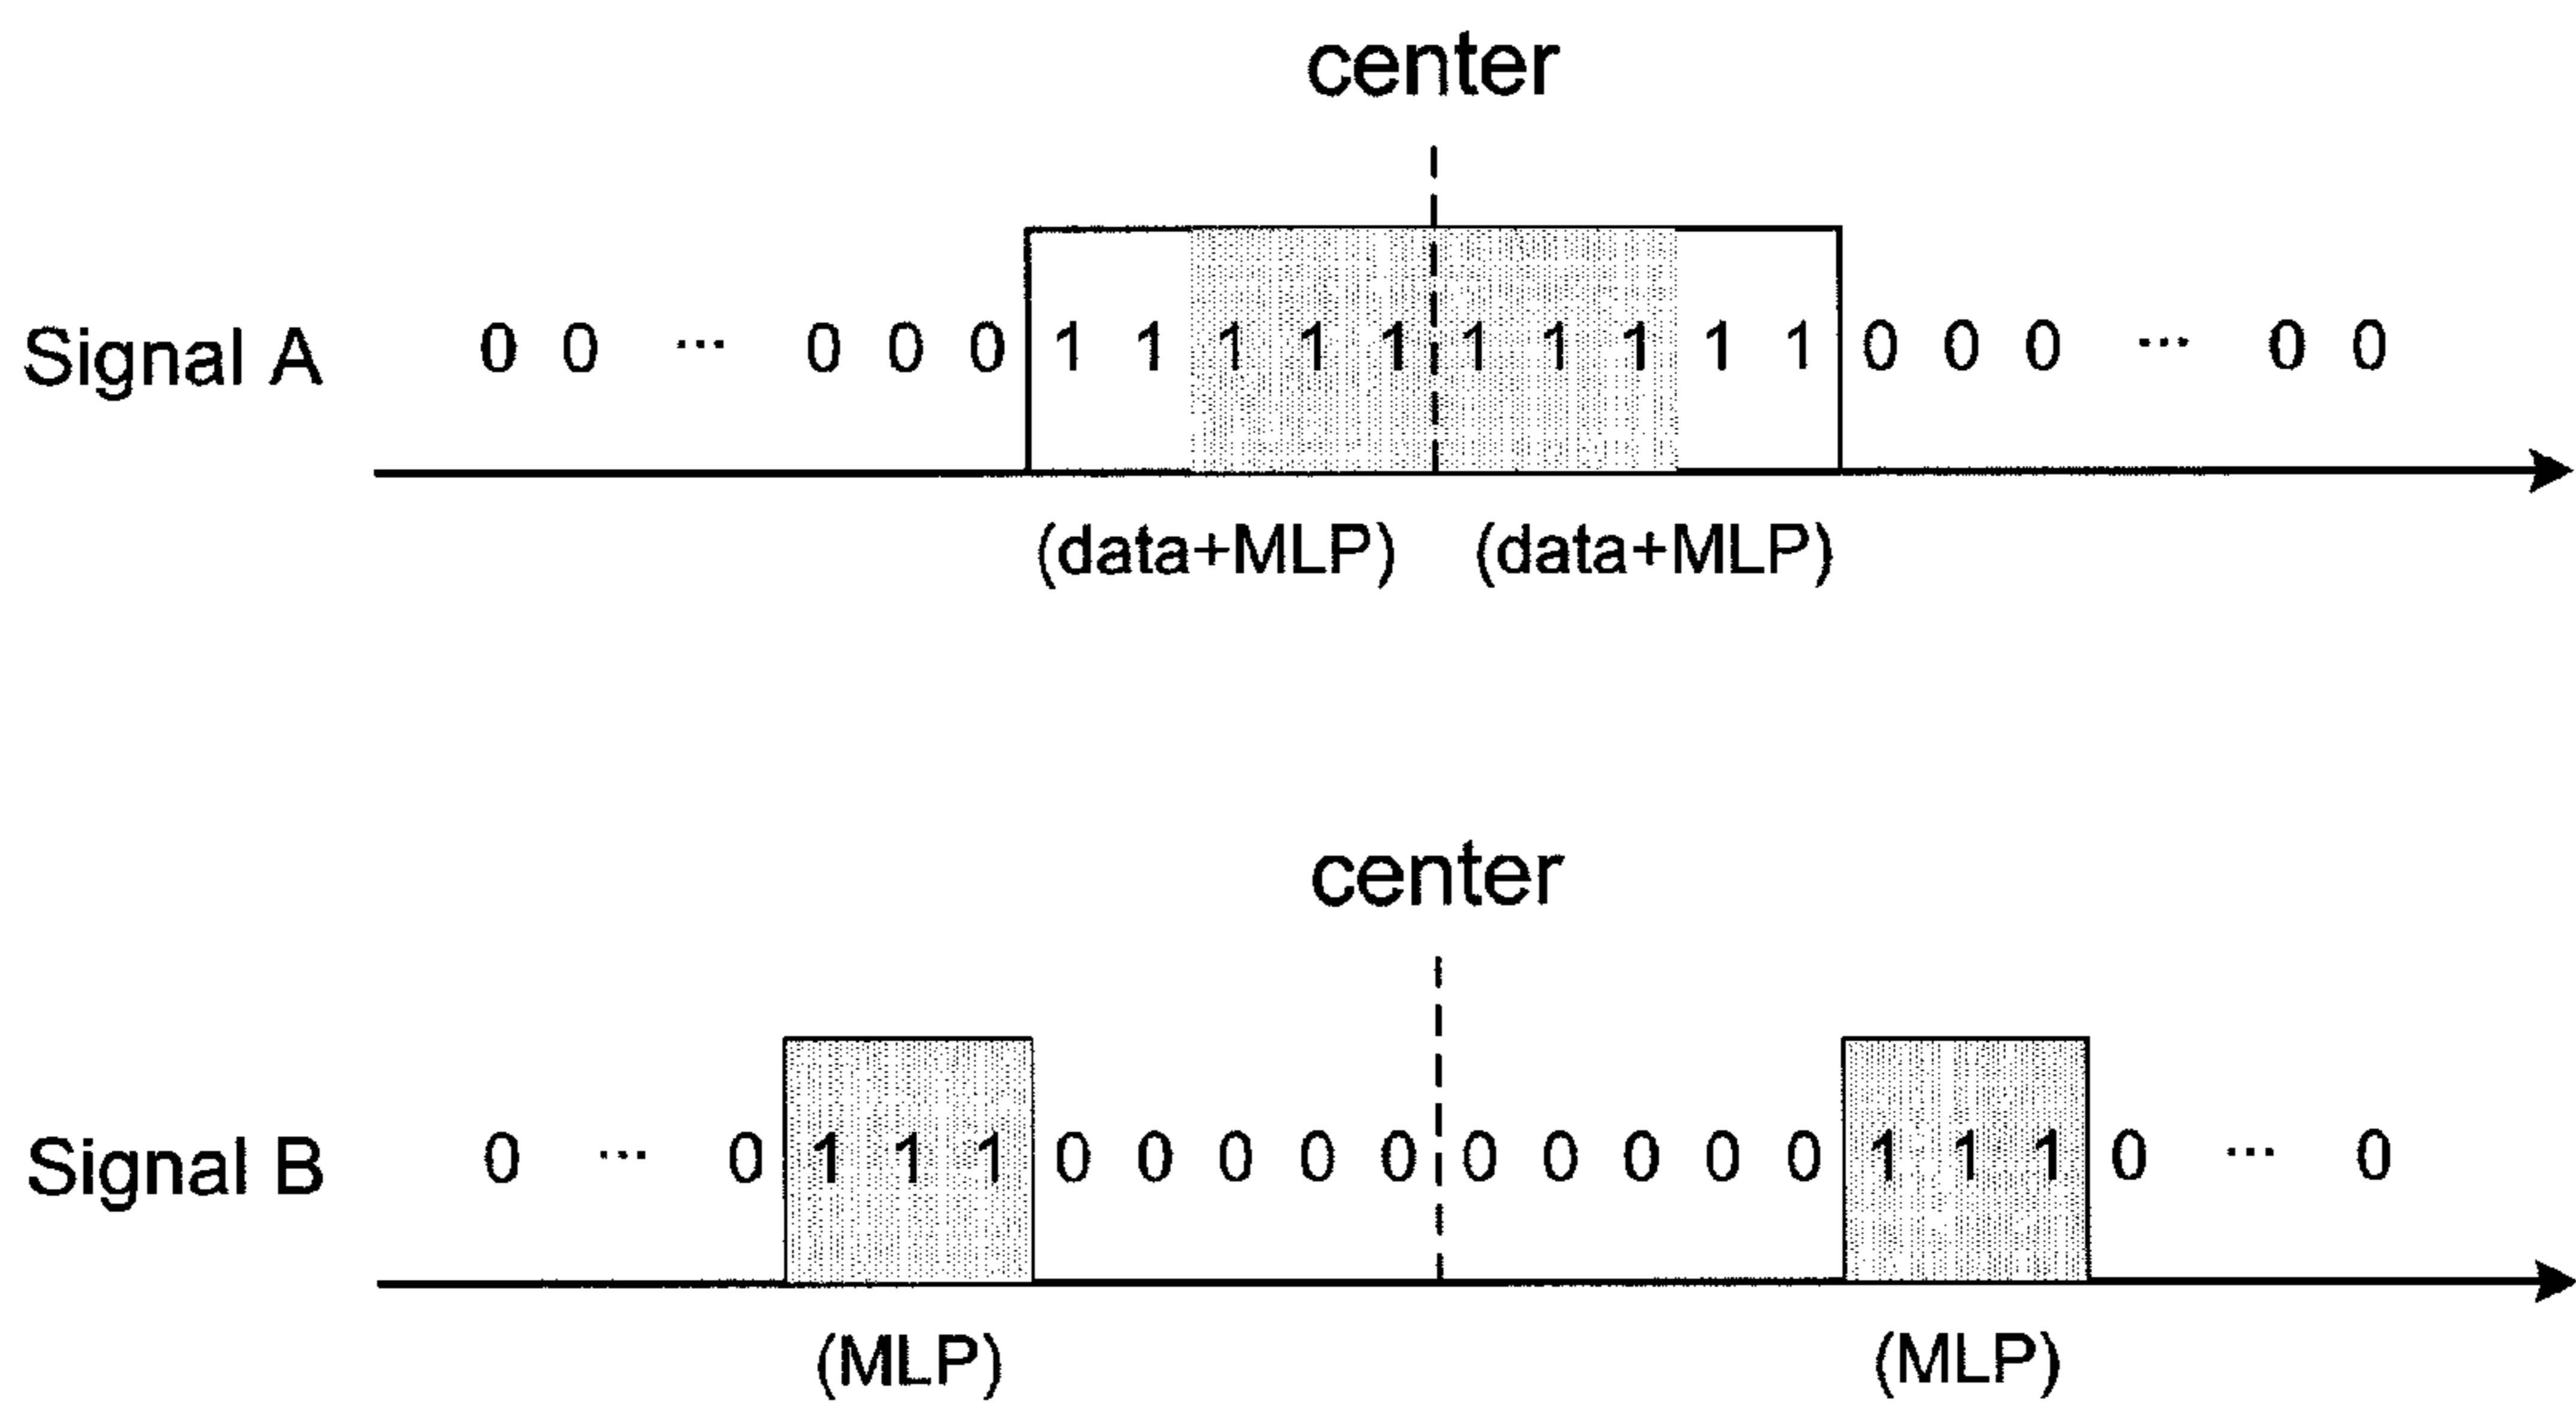 center
Signal A 0 0 ... 0 0 0 1 1 1 1 1 1 1 1 1 1 0 0 0 ... 0 0
(data+MLP) (data+MLP)
center
Signal B 0 ... 0 1 1 1 0 0 0 0 0 0 0 0 0 0 1 1 1 0 ... 0
(MLP) (MLP)